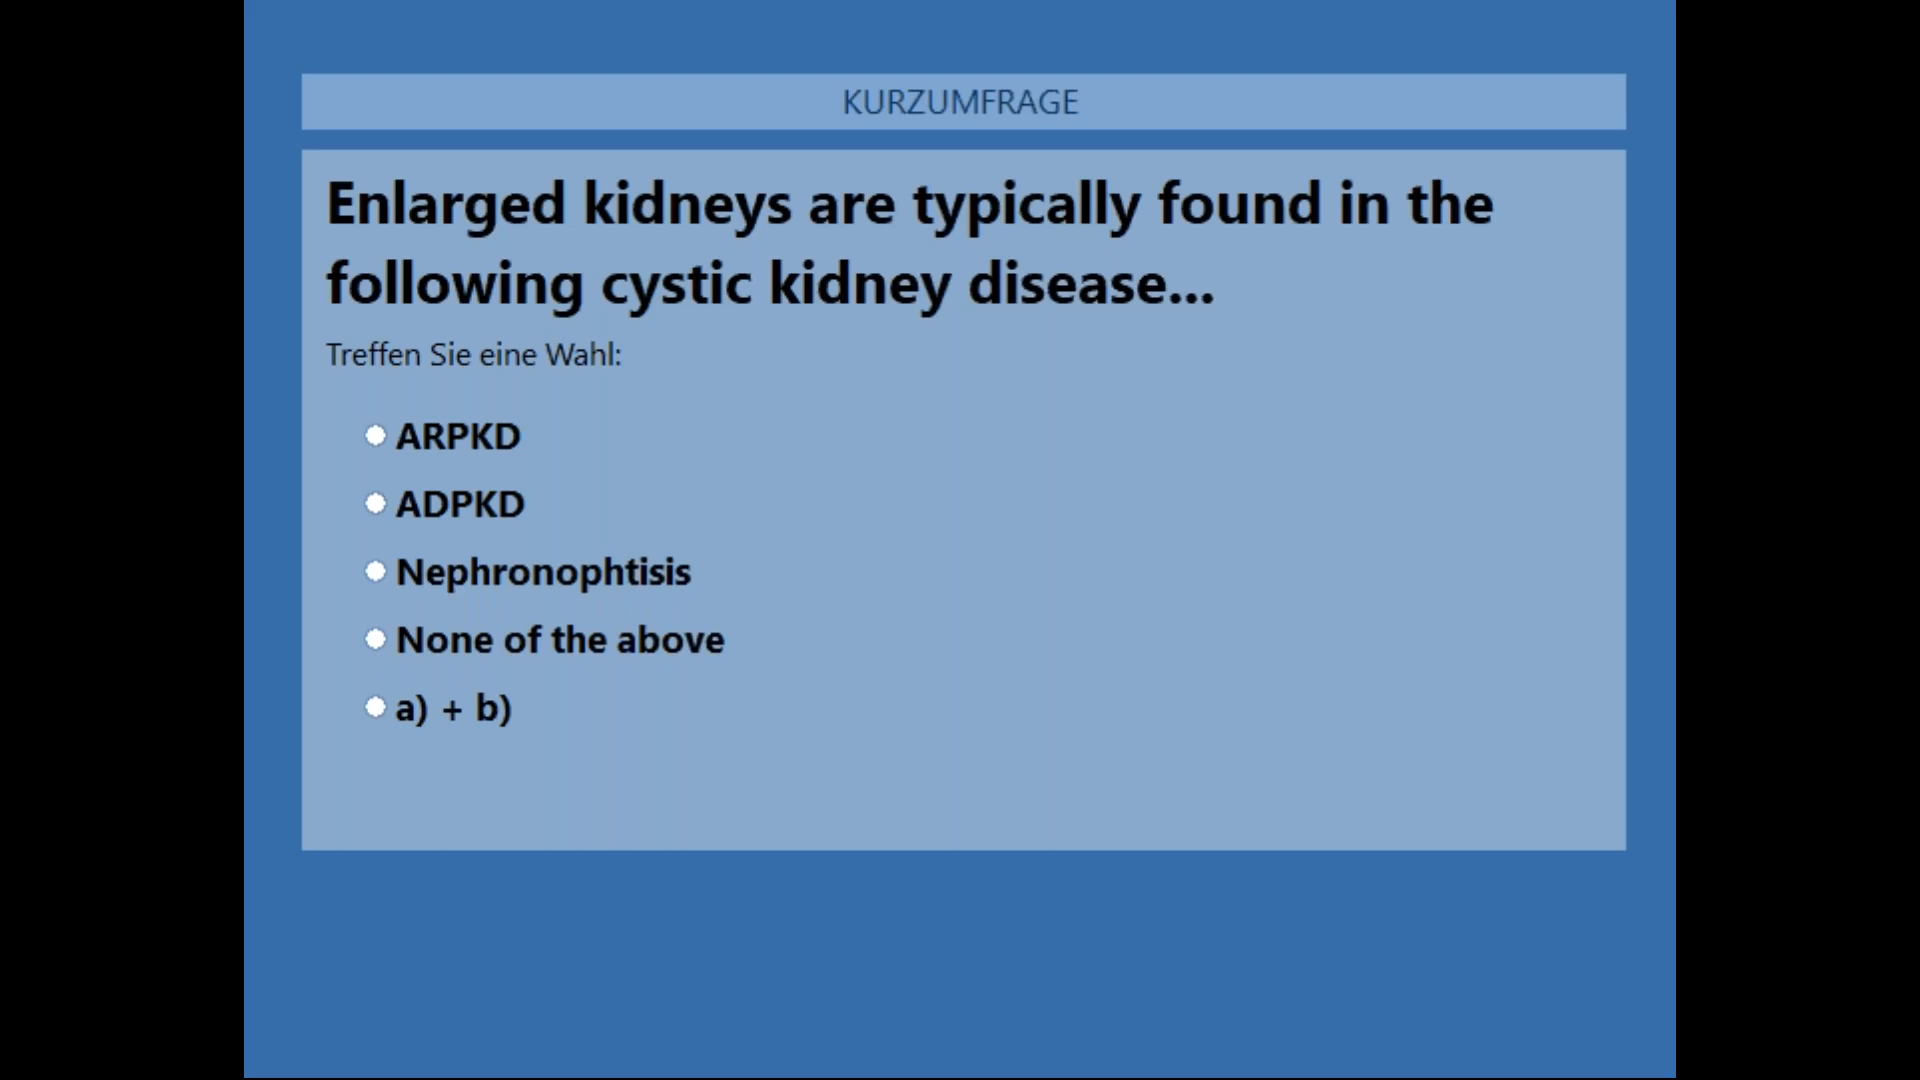 KURZUMFRAGE
Enlarged kidneys are typically found in the
following cystic kidney disease...
Treffen Sie eine Wahl:
ARPKD
ADPKD
Nephronophtisis
None of the above
a) + b)